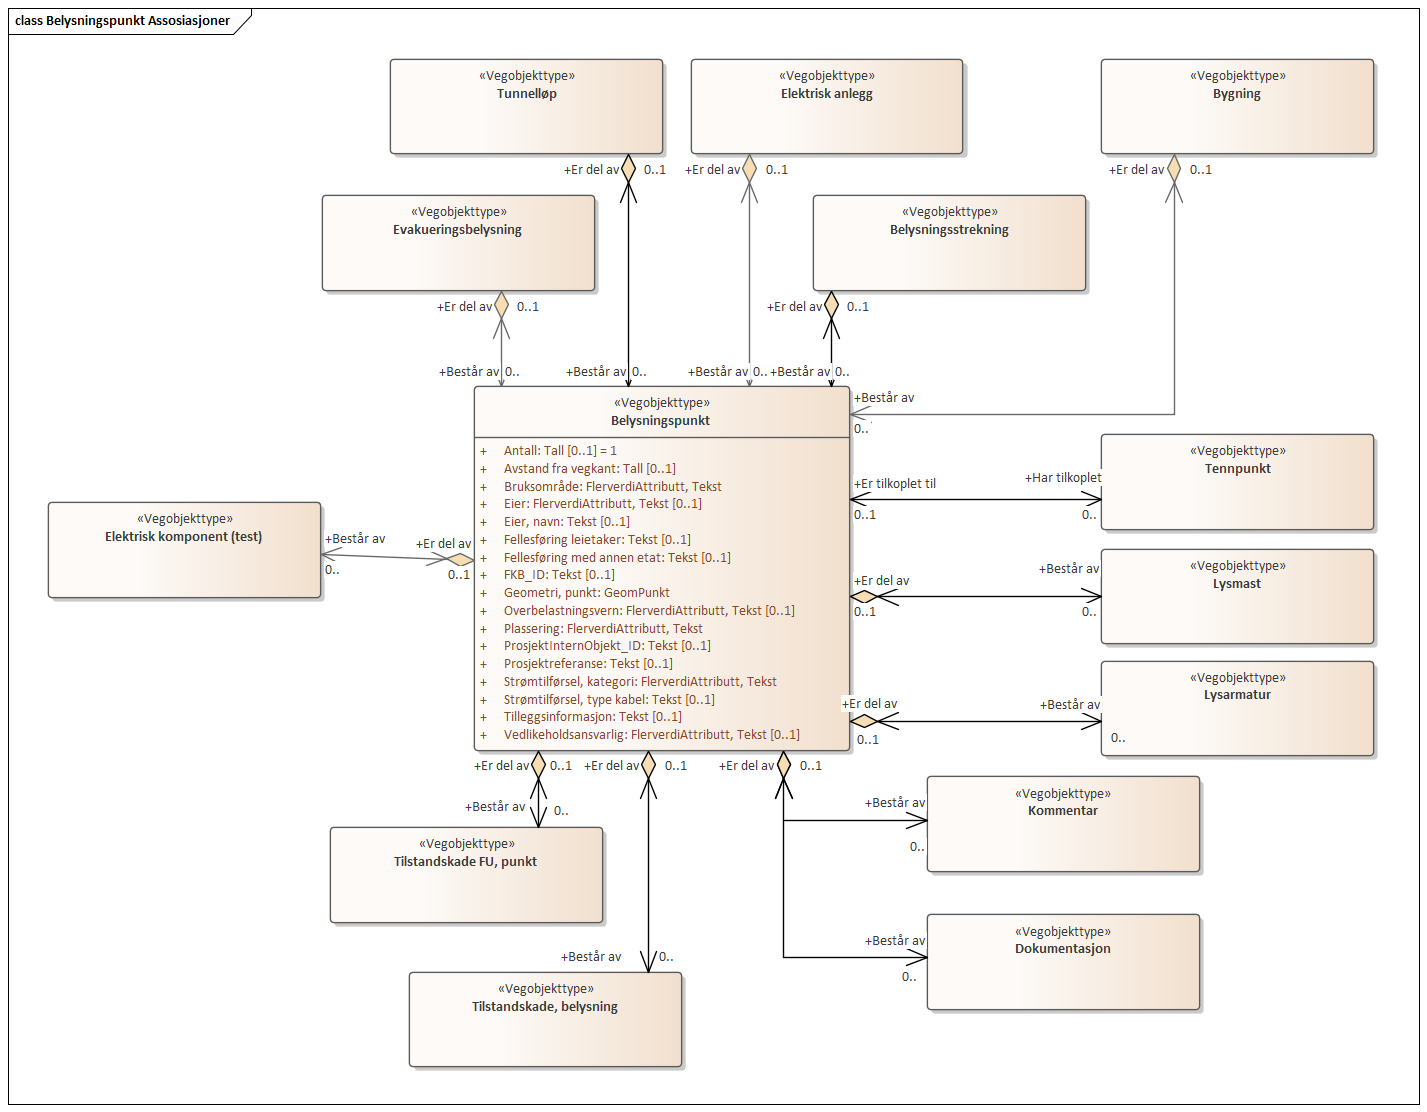 class Belysningspunkt Assosiasjoner
«Vegobjekttype»
Tunnelløp
«Vegobjekttype»
Elektrisk anlegg
«Vegobjekttype»
Bygning
+Er del av
0..1
+Er del av
0..1
+Er del av
0..1
«Vegobjekttype»
Evakueringsbelysning
«Vegobjekttype»
Belysningsstrekning
+Er del av
0..1
+Er del av
0..1
+Består av
0..
+Består av
0..
+Består av
0..
+Består av
0..
+Består av
0..
«Vegobjekttype»
Belysningspunkt
+ Antall: Tall [0..1] = 1
+ Avstand fra vegkant: Tall [0..1]
+ Bruksområde: FlerverdiAttributt, Tekst
+ Eier: FlerverdiAttributt, Tekst [0..1]
+ Eier, navn: Tekst [0..1]
+ Fellesføring leietaker: Tekst [0..1]
+ Fellesføring med annen etat: Tekst [0..1]
+ FKB_ID: Tekst [0..1]
+ Geometri, punkt: GeomPunkt
+ Overbelastningsvern: FlerverdiAttributt, Tekst [0..1]
+ Plassering: FlerverdiAttributt, Tekst
+ ProsjektInternObjekt_ID: Tekst [0..1]
+ Prosjektreferanse: Tekst [0..1]
+ Strømtilførsel, kategori: FlerverdiAttributt, Tekst
+ Strømtilførsel, type kabel: Tekst [0..1]
+ Tilleggsinformasjon: Tekst [0..1]
+ Vedlikeholdsansvarlig: FlerverdiAttributt, Tekst [0..1]
«Vegobjekttype»
Elektrisk komponent (test)
+Består av
0..
+Er del av
0..1
+Er tilkoplet til
0..1
+Har tilkoplet
0..
«Vegobjekttype»
Tennpunkt
+Er del av
0..1
+Består av
0..
«Vegobjekttype»
Lysmast
+Er del av
0..1
+Består av
0..
«Vegobjekttype»
Lysarmatur
+Er del av
0..1
+Er del av
0..1
+Er del av
0..1
+Består av
0..
«Vegobjekttype»
Tilstandskade FU, punkt
+Består av
0..
«Vegobjekttype»
Kommentar
+Består av
0..
«Vegobjekttype»
Dokumentasjon
+Består av
0..
«Vegobjekttype»
Tilstandskade, belysning